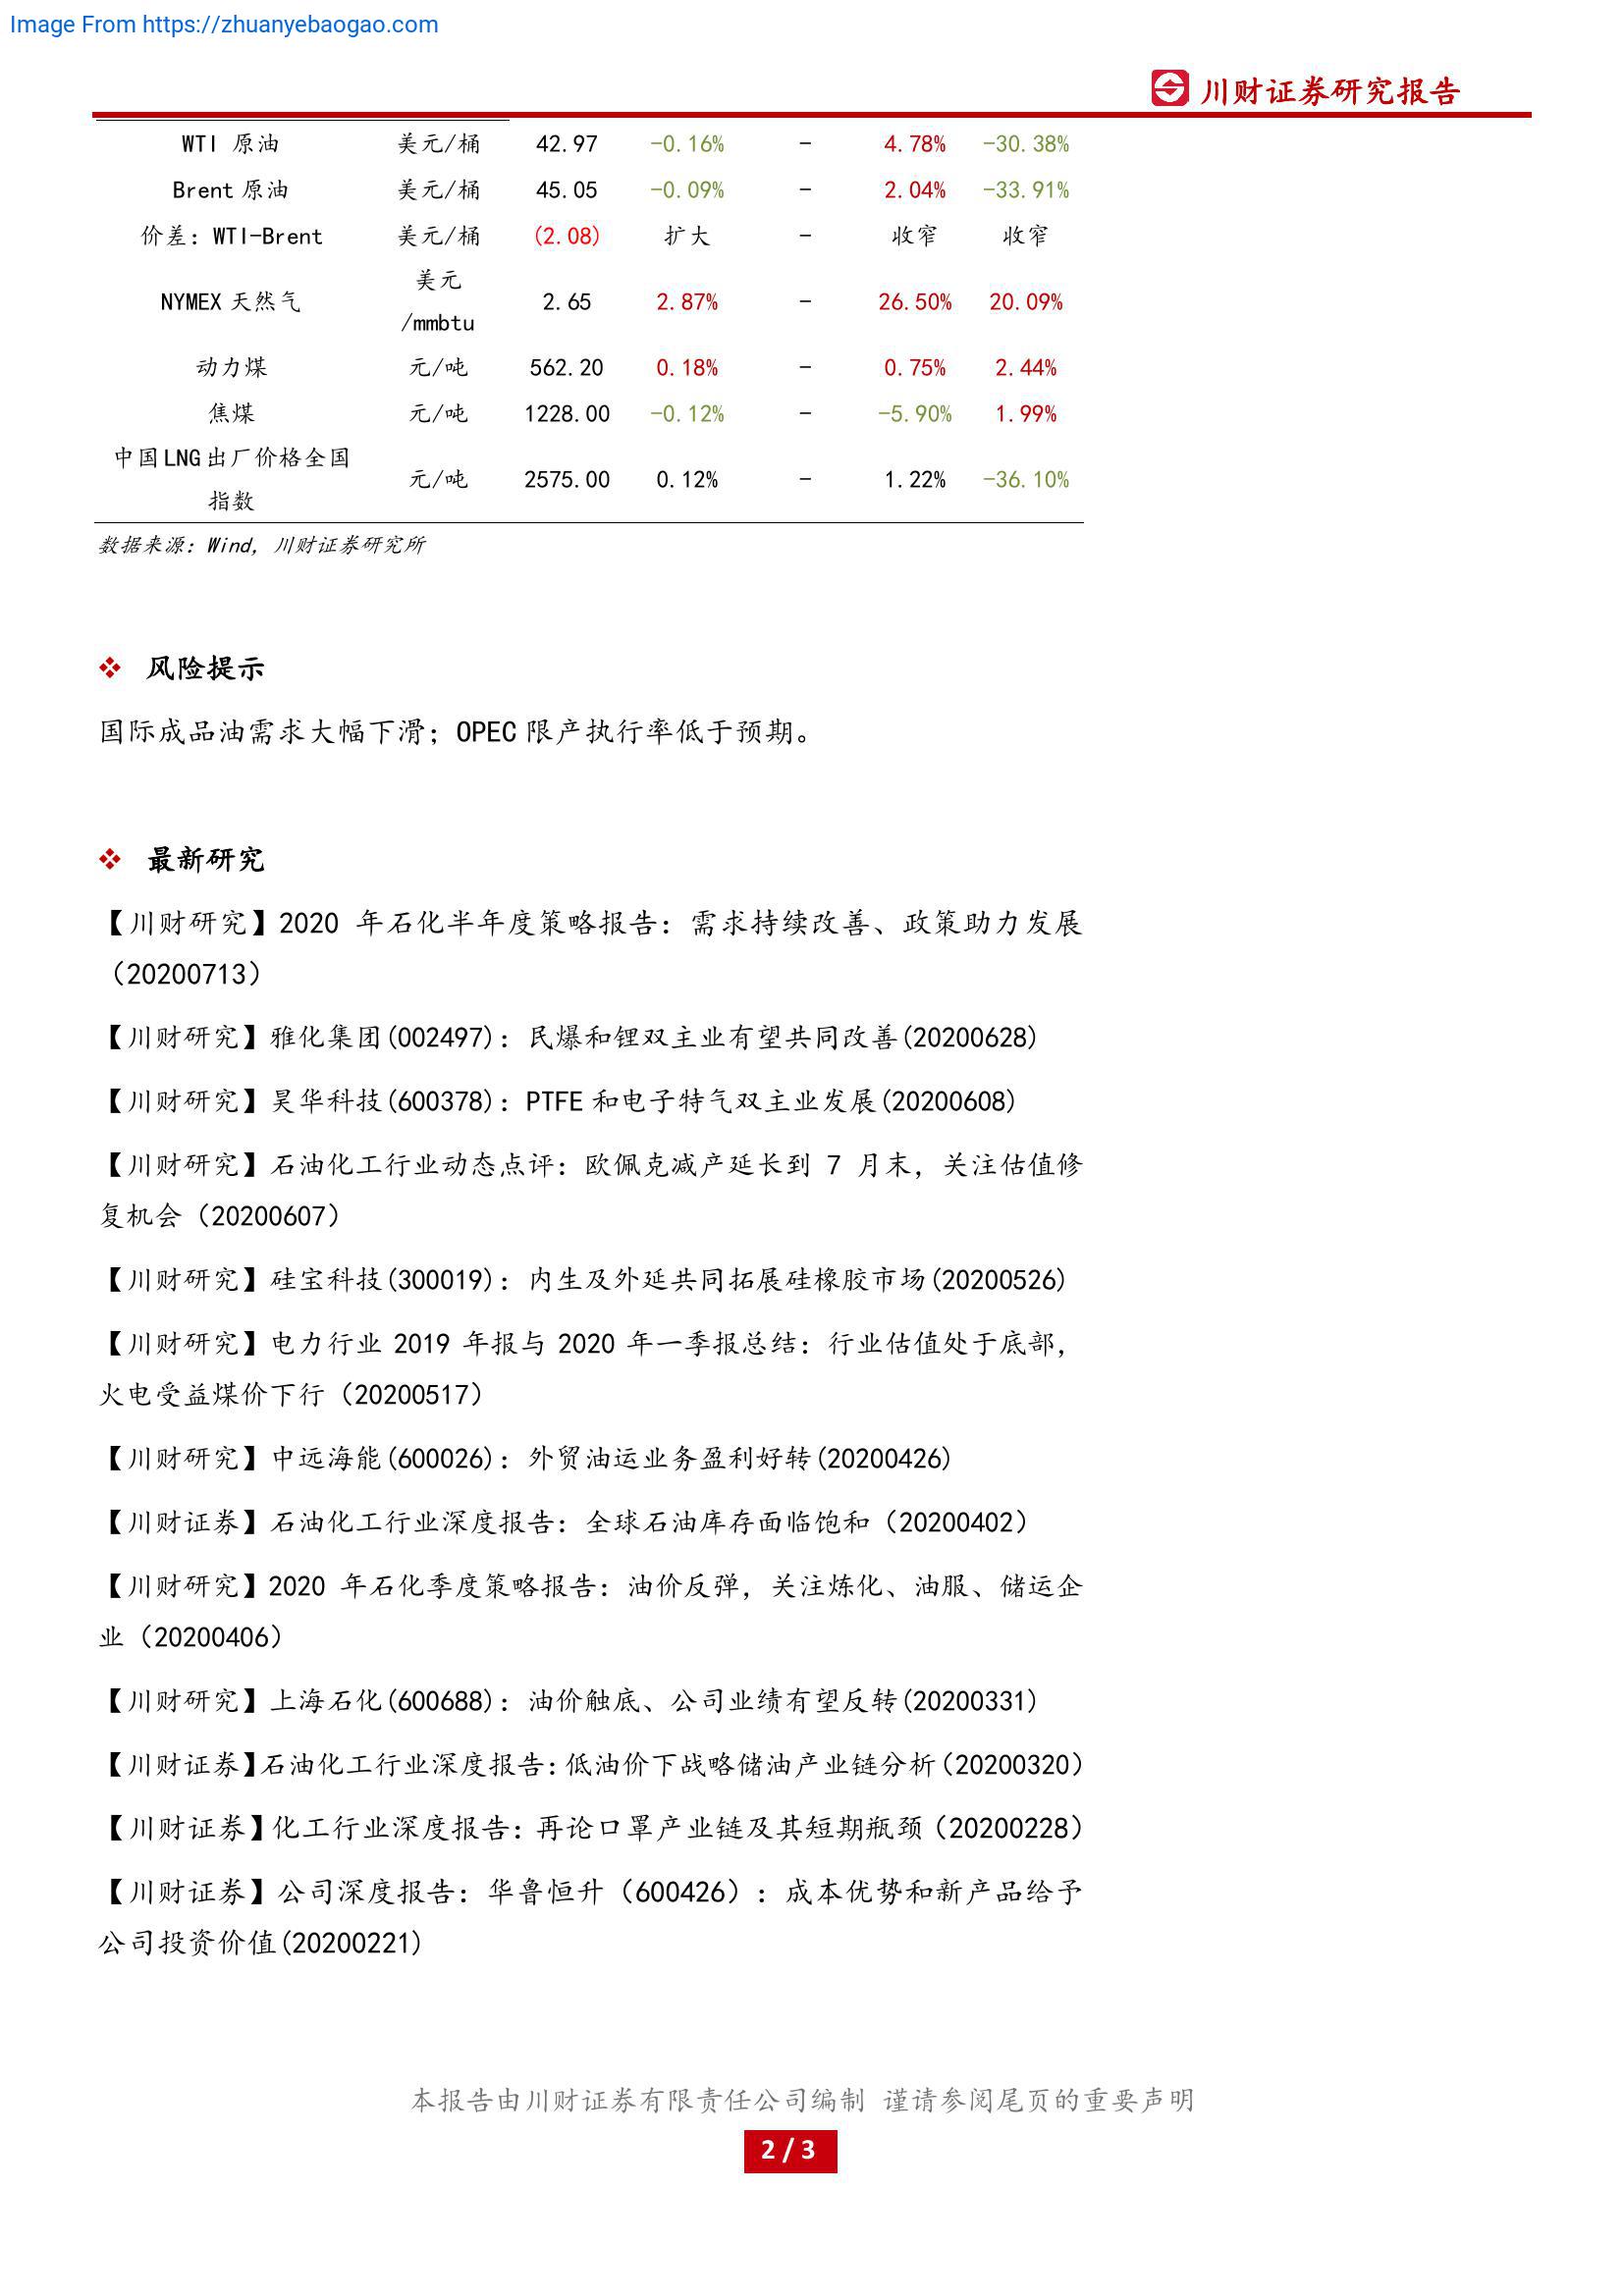 Image From https://zhuanyebaogao.com
川财证券研究报告
WTI 原油 美元/桶 42.97 -0.16% - 4.78% -30.38%
Brent 原油 美元/桶 45.05 -0.09% - 2.04% -33.91%
价差：WTI-Brent 美元/桶 (2.08) 扩大 - 收窄 收窄
美元
NYMEX 天然气 2.65 2.87% - 26.50% 20.09%
/mmbtu
动力煤 元/吨 562.20 0.18% - 0.75% 2.44%
焦煤 元/吨 1228.00 -0.12% - -5.90% 1.99%
中国LNG出厂价格全国
元/吨 2575.00 0.12% - 1.22% -36.10%
指数
数据来源：Wind，川财证券研究所
风险提示
国际成品油需求大幅下滑；OPEC 限产执行率低于预期。
最新研究
【川财研究】2020 年石化半年度策略报告：需求持续改善、政策助力发展
（20200713）
【川财研究】雅化集团(002497)：民爆和锂双主业有望共同改善(20200628)
【川财研究】昊华科技(600378)：PTFE 和电子特气双主业发展(20200608)
【川财研究】石油化工行业动态点评：欧佩克减产延长到 7 月末，关注估值修
复机会（20200607）
【川财研究】硅宝科技(300019)：内生及外延共同拓展硅橡胶市场(20200526)
【川财研究】电力行业 2019 年报与 2020 年一季报总结：行业估值处于底部，
火电受益煤价下行（20200517）
【川财研究】中远海能(600026)：外贸油运业务盈利好转(20200426)
【川财证券】石油化工行业深度报告：全球石油库存面临饱和（20200402）
【川财研究】2020 年石化季度策略报告：油价反弹，关注炼化、油服、储运企
业（20200406）
【川财研究】上海石化(600688)：油价触底、公司业绩有望反转(20200331)
【川财证券】石油化工行业深度报告：低油价下战略储油产业链分析（20200320）
【川财证券】化工行业深度报告：再论口罩产业链及其短期瓶颈（20200228）
【川财证券】公司深度报告：华鲁恒升（600426）：成本优势和新产品给予
公司投资价值(20200221)
本报告由川财证券有限责任公司编制 谨请参阅尾页的重要声明
2 / 3